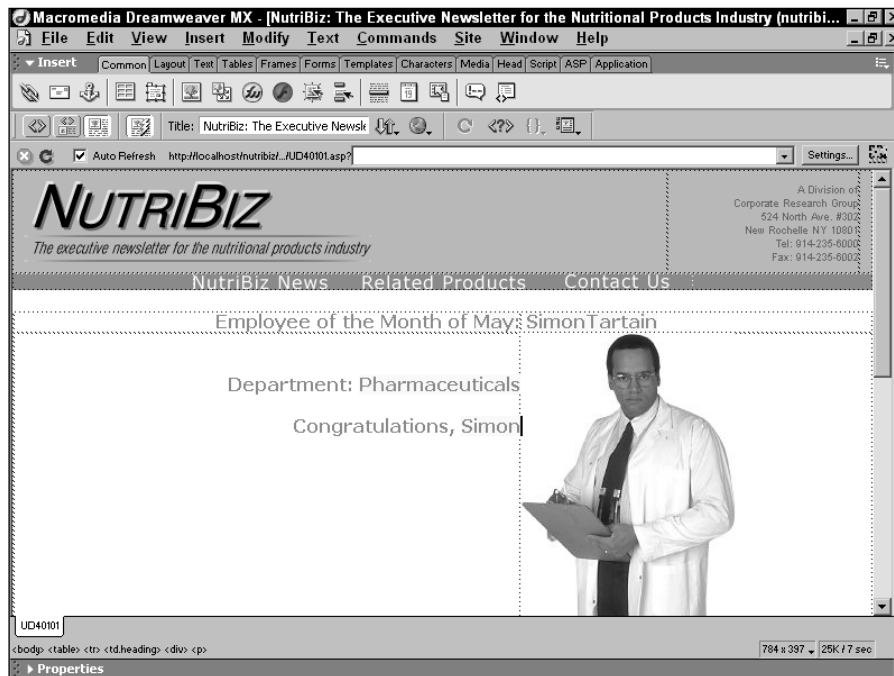 Macromedia Dreamweaver MX - [NutriBiz: The Executive Newsletter for the Nutritional Products Industry (nutribi...
File Edit View Insert Modify Text Commands Site Window Help
Insert Common Layout Text Tables Frames Forms Templates Characters Media Head Script ASP Application
Title: NutriBiz: The Executive Newsle
Auto Refresh http://localhost/nutribiz/.../UD40101.asp? Settings...
NUTRIBIZ
The executive newsletter for the nutritional products industry
A Division of
Corporate Research Group
524 North Ave. #302
New Rochelle NY 10801
Tel: 914-235-6000
Fax: 914-235-6002
NutriBiz News Related Products Contact Us
Employee of the Month of May: SimonTartain
Department: Pharmaceuticals
Congratulations, Simon
UD40101
<body> <table> <tr> <td.heading> <div> <p> 784 x 397 25K / 7 sec
Properties